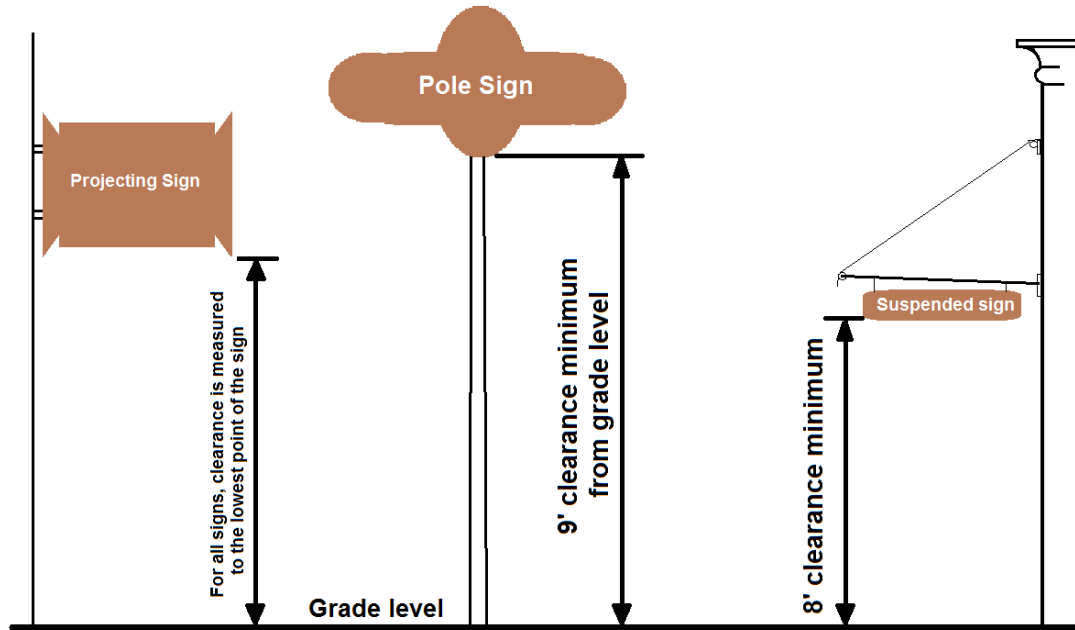 Pole Sign
Projecting Sign
For all signs, clearance is measured
to the lowest point of the sign
9' clearance minimum
from grade level
Suspended sign
8' clearance minimum
Grade level